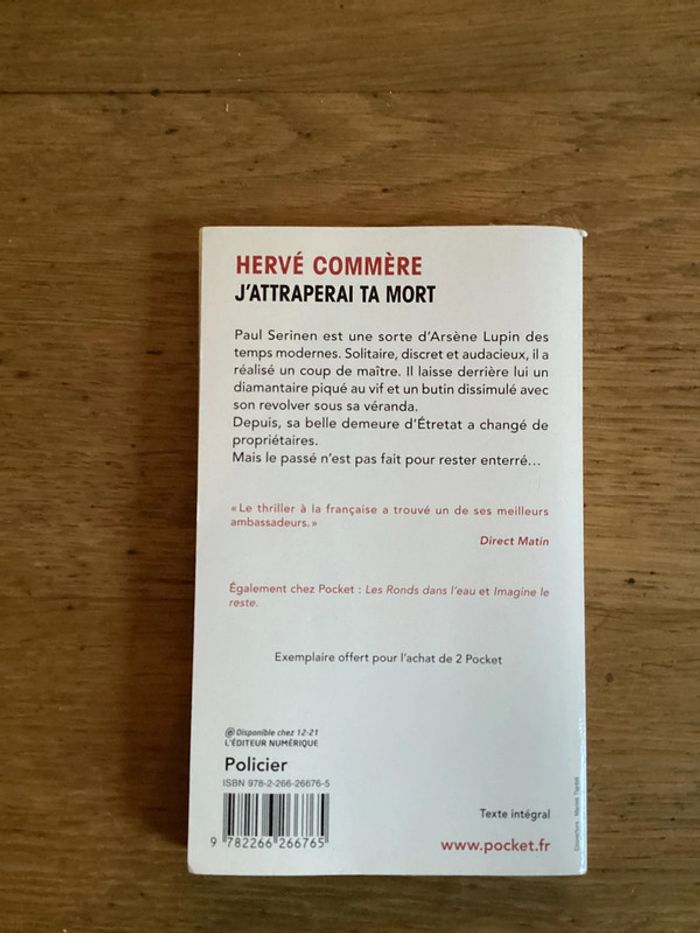 HERVÉ COMMÈRE
J'ATTRAPERAI TA MORT
Paul Serinen est une sorte d'Arsène Lupin des
temps modernes. Solitaire, discret et audacieux, il a
réalisé un coup de maître. Il laisse derrière lui un
diamantaire piqué au vif et un butin dissimulé avec
son revolver sous sa véranda.
Depuis, sa belle demeure d'Étretat a changé de
propriétaires.
Mais le passé n'est pas fait pour rester enterré...
« Le thriller à la française a trouvé un de ses meilleurs
ambassadeurs. »
Direct Matin
Également chez Pocket : Les Ronds dans l'eau et Imagine le
reste.
Exemplaire offert pour l'achat de 2 Pocket
Disponible chez 12-21
L'ÉDITEUR NUMÉRIQUE
Policier
ISBN 978-2-266-26676-5
9 782266 266765
Texte intégral
www.pocket.fr
Couverture :